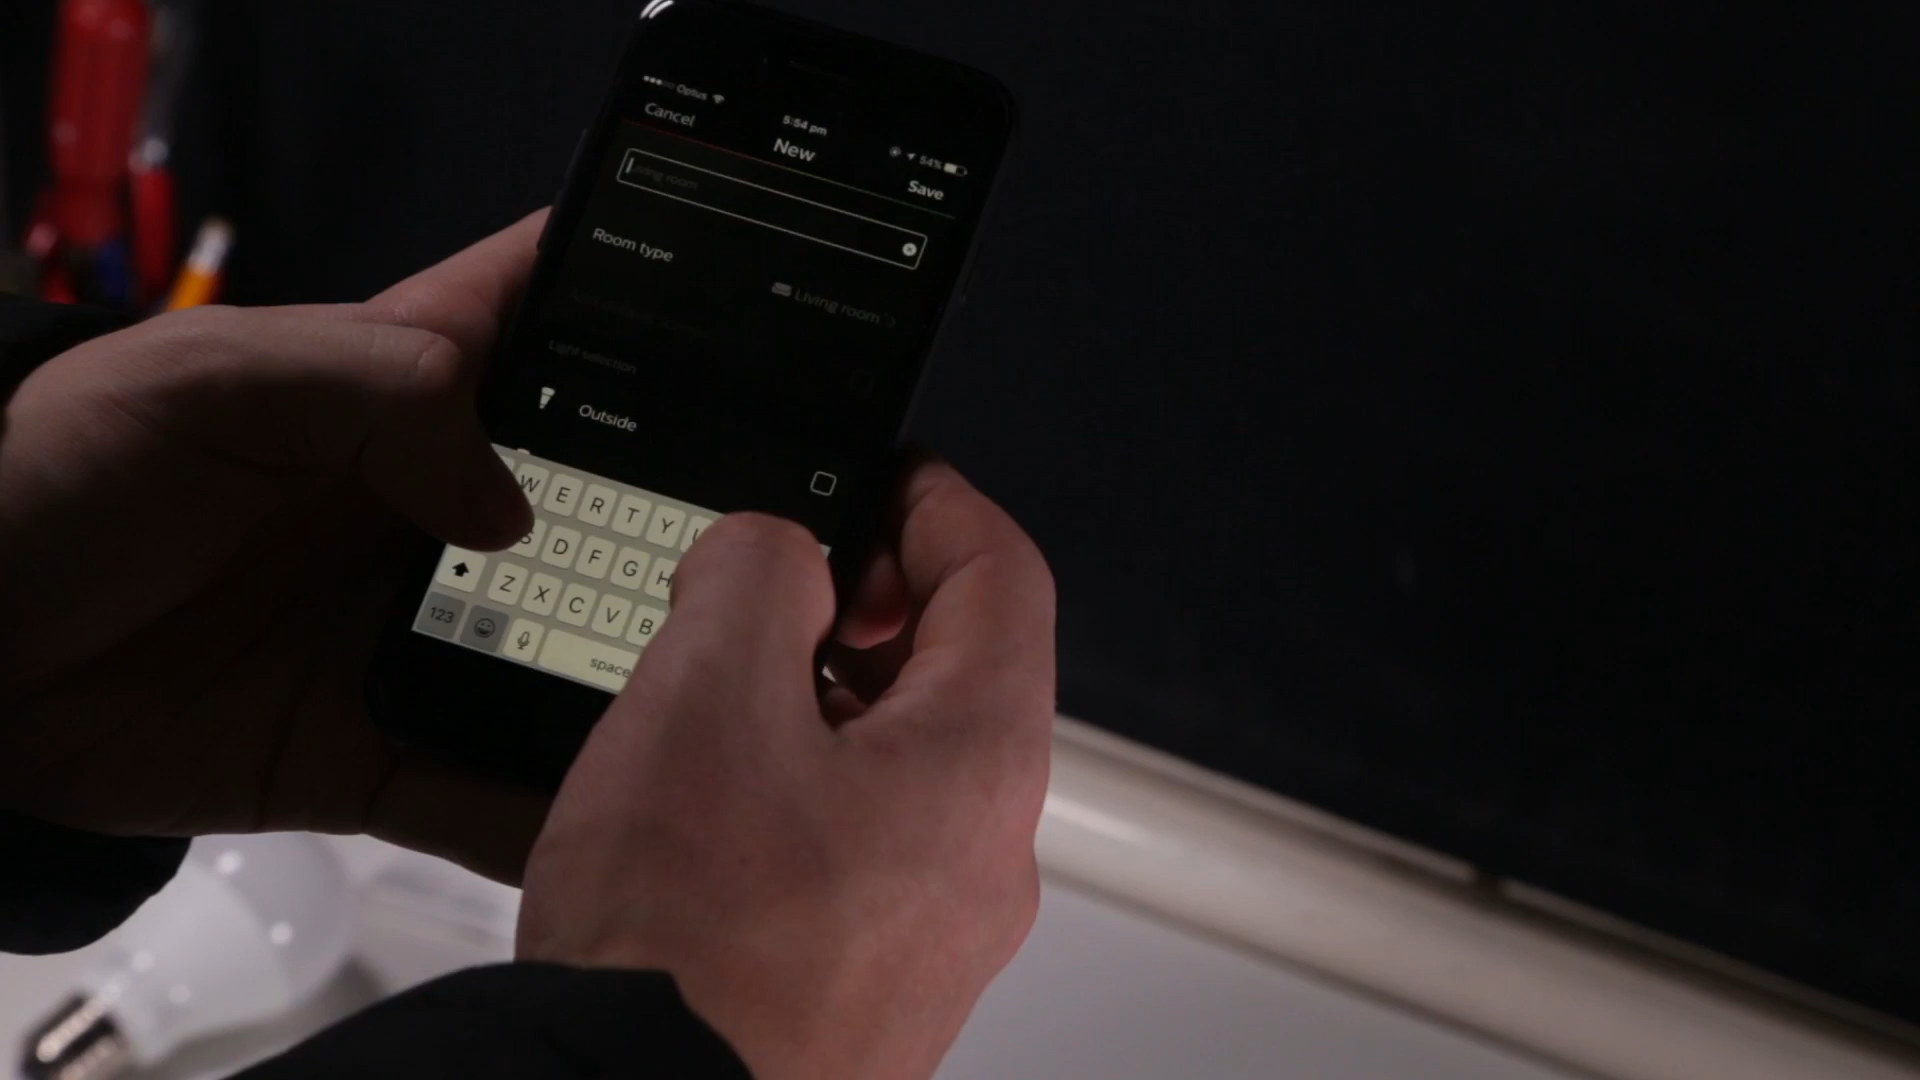 Optus
5:54 pm
54%
Cancel
New
Save
Living room
Room type
Living room
Light selection
Outside
W E R T Y
S D F G H
Z X C V B
123
space